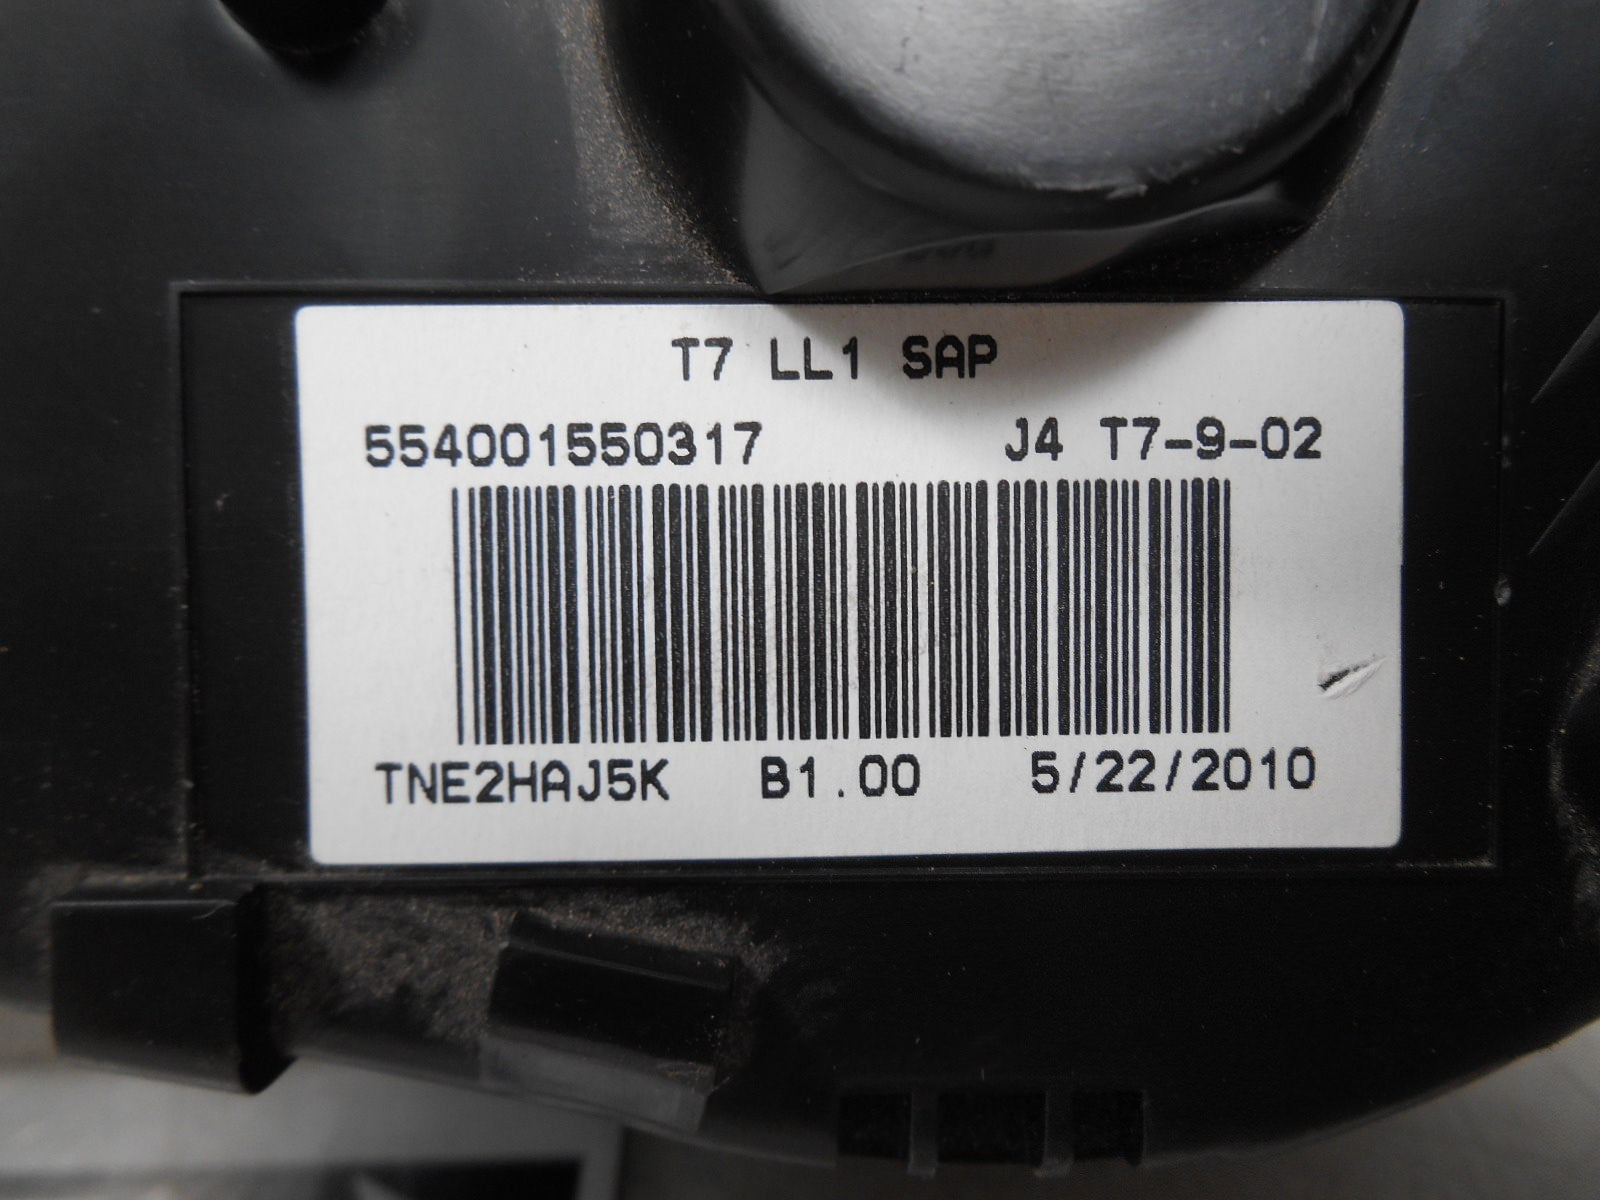 T7 LL1 SAP
554001550317 J4 T7-9-02
TNE2HAJ5K B1.00 5/22/2010